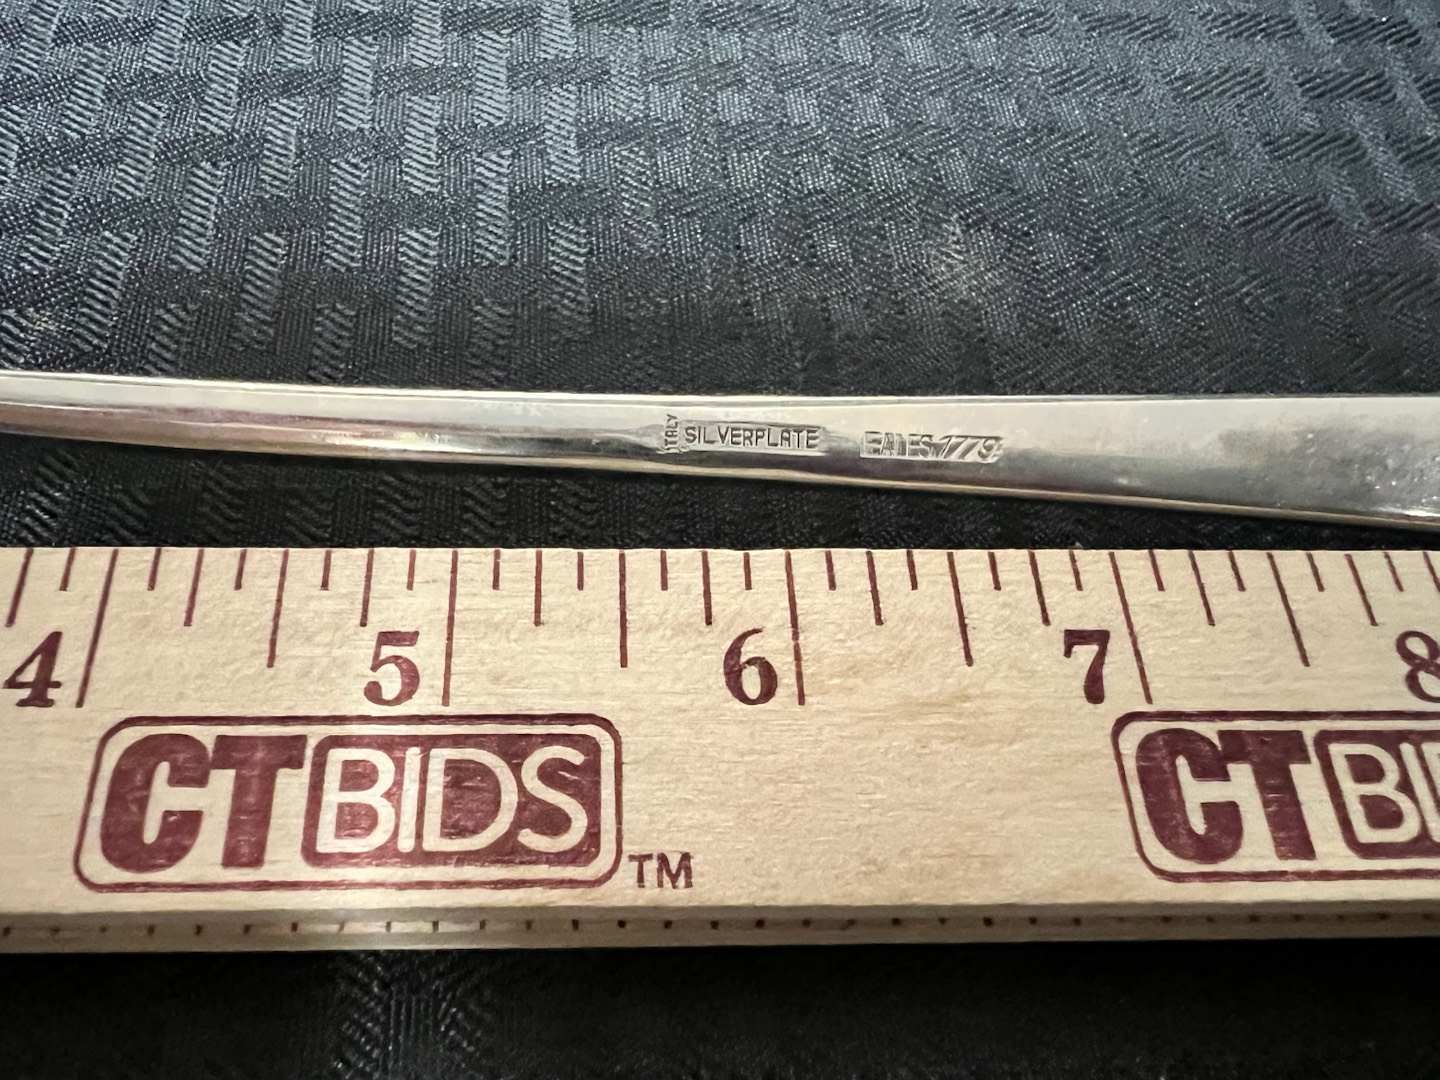 ITALY SILVERPLATE EALES 1779
4 5 6 7 8
CTBIDS TM CTBI